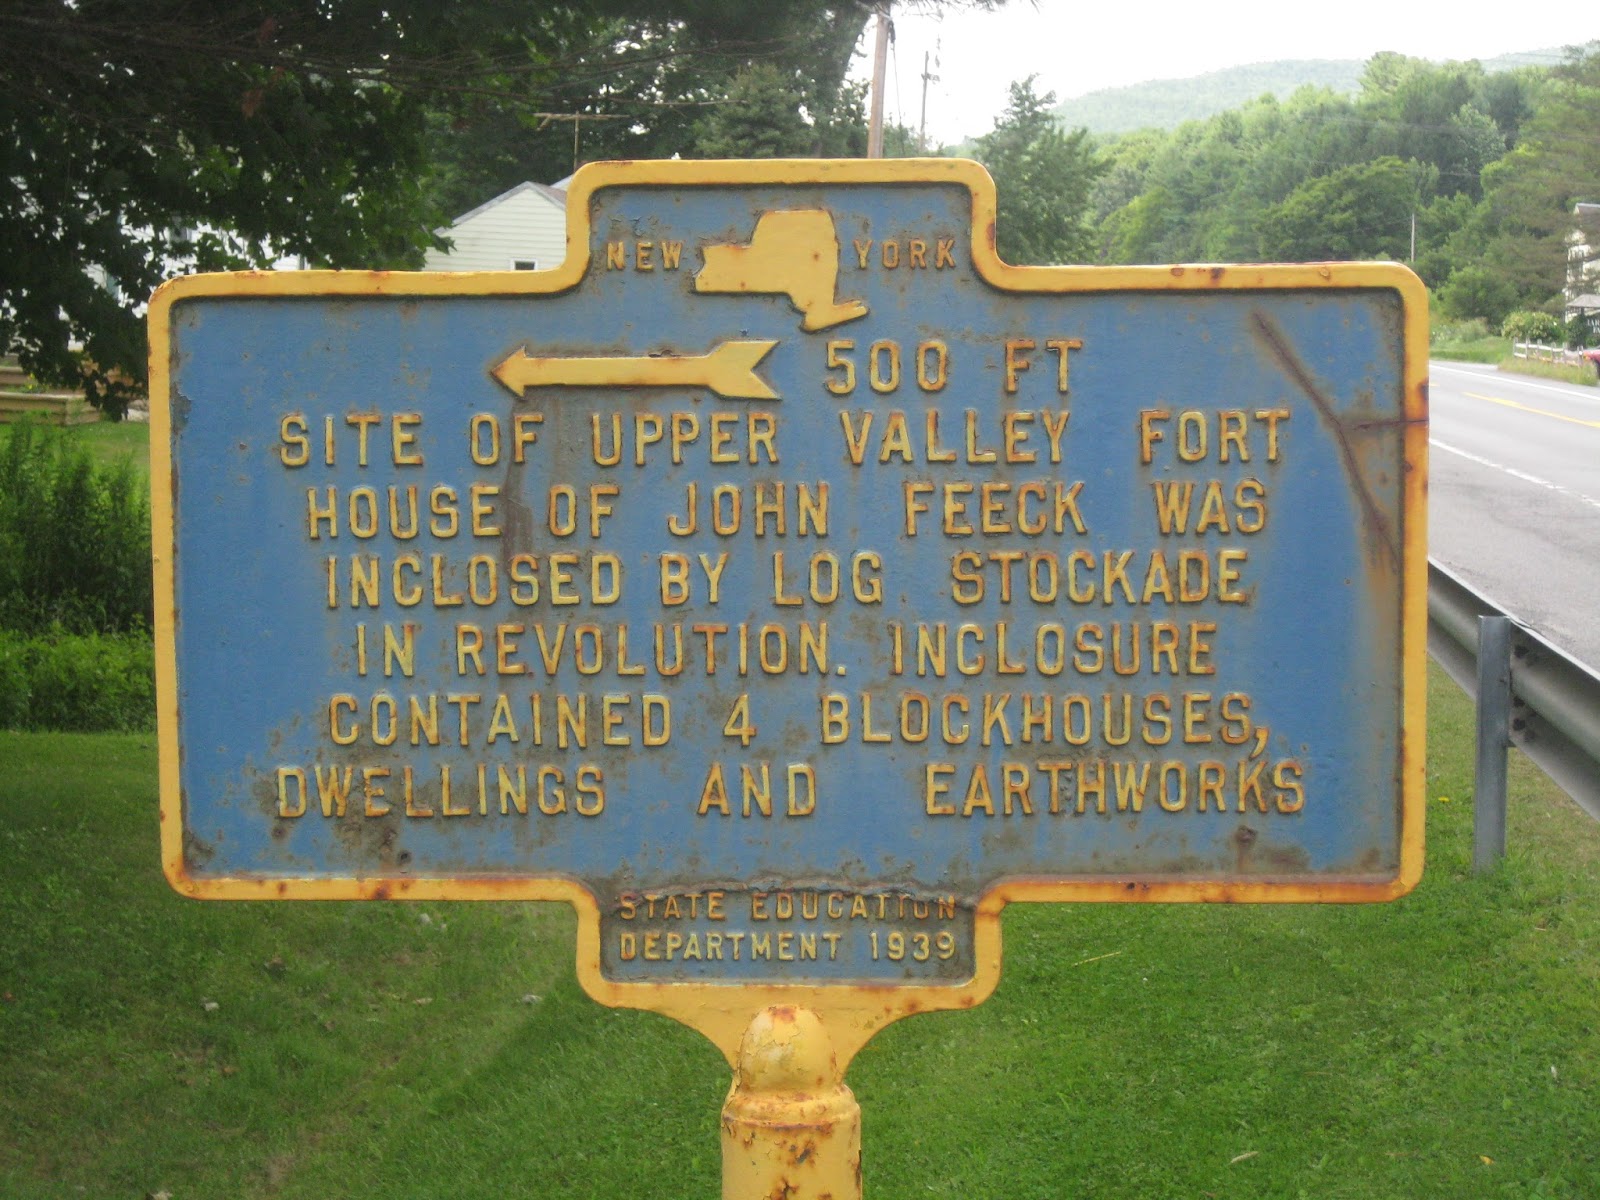 NEW YORK
500 FT
SITE OF UPPER VALLEY FORT
HOUSE OF JOHN FEECK WAS
INCLOSED BY LOG STOCKADE
IN REVOLUTION. INCLOSURE
CONTAINED 4 BLOCKHOUSES,
DWELLINGS AND EARTHWORKS
STATE EDUCATION
DEPARTMENT 1939